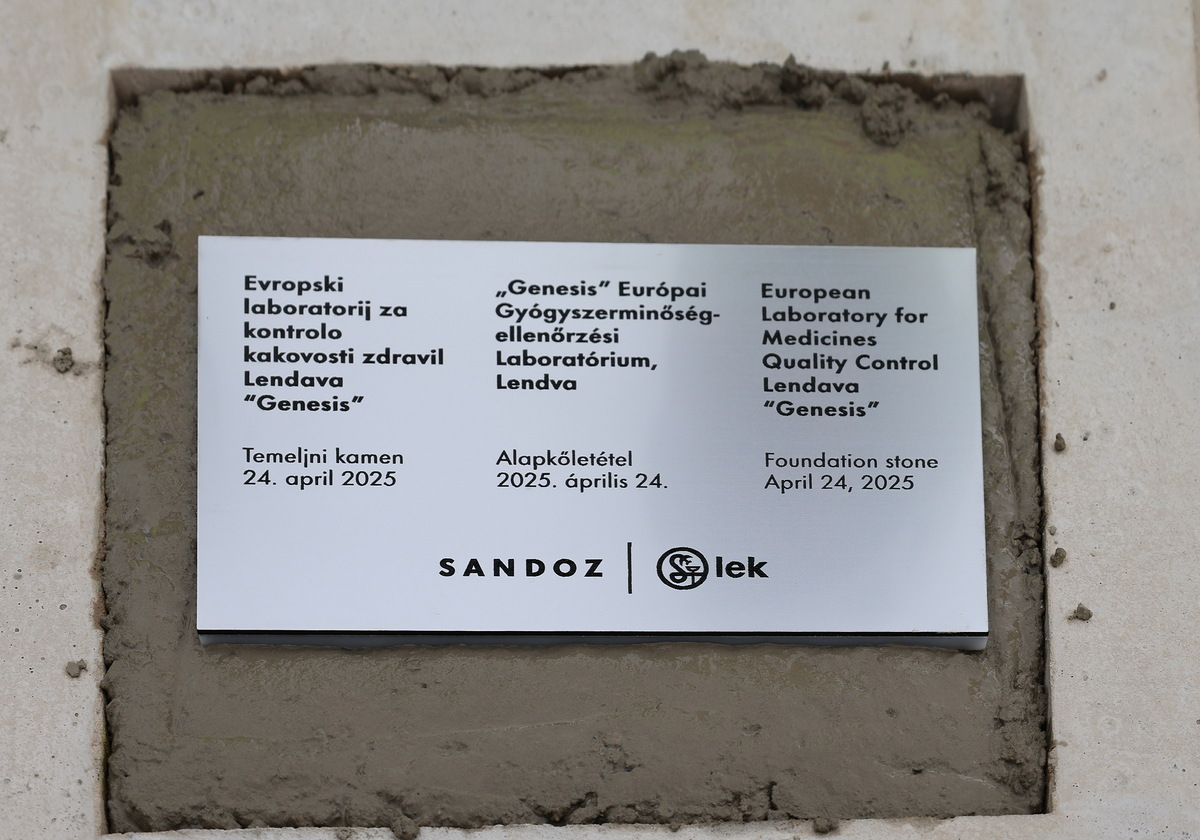 Evropski
laboratorij za
kontrolo
kakovosti zdravil
Lendava
“Genesis”
Temeljni kamen
24. april 2025
„Genesis” Európai
Gyógyszerminőség-
ellenőrzési
Laboratórium,
Lendva
Alapkőletétel
2025. április 24.
European
Laboratory for
Medicines
Quality Control
Lendava
“Genesis”
Foundation stone
April 24, 2025
SANDOZ
lek